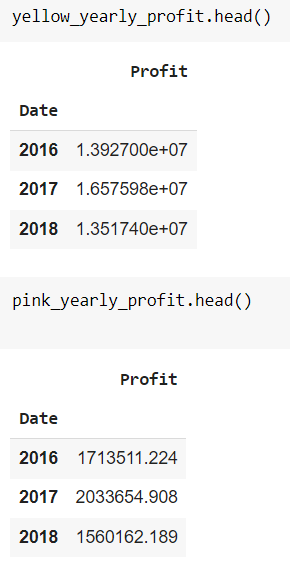 yellow_yearly_profit.head()
Profit
Date
2016 1.392700e+07
2017 1.657598e+07
2018 1.351740e+07
pink_yearly_profit.head()
Profit
Date
2016 1713511.224
2017 2033654.908
2018 1560162.189